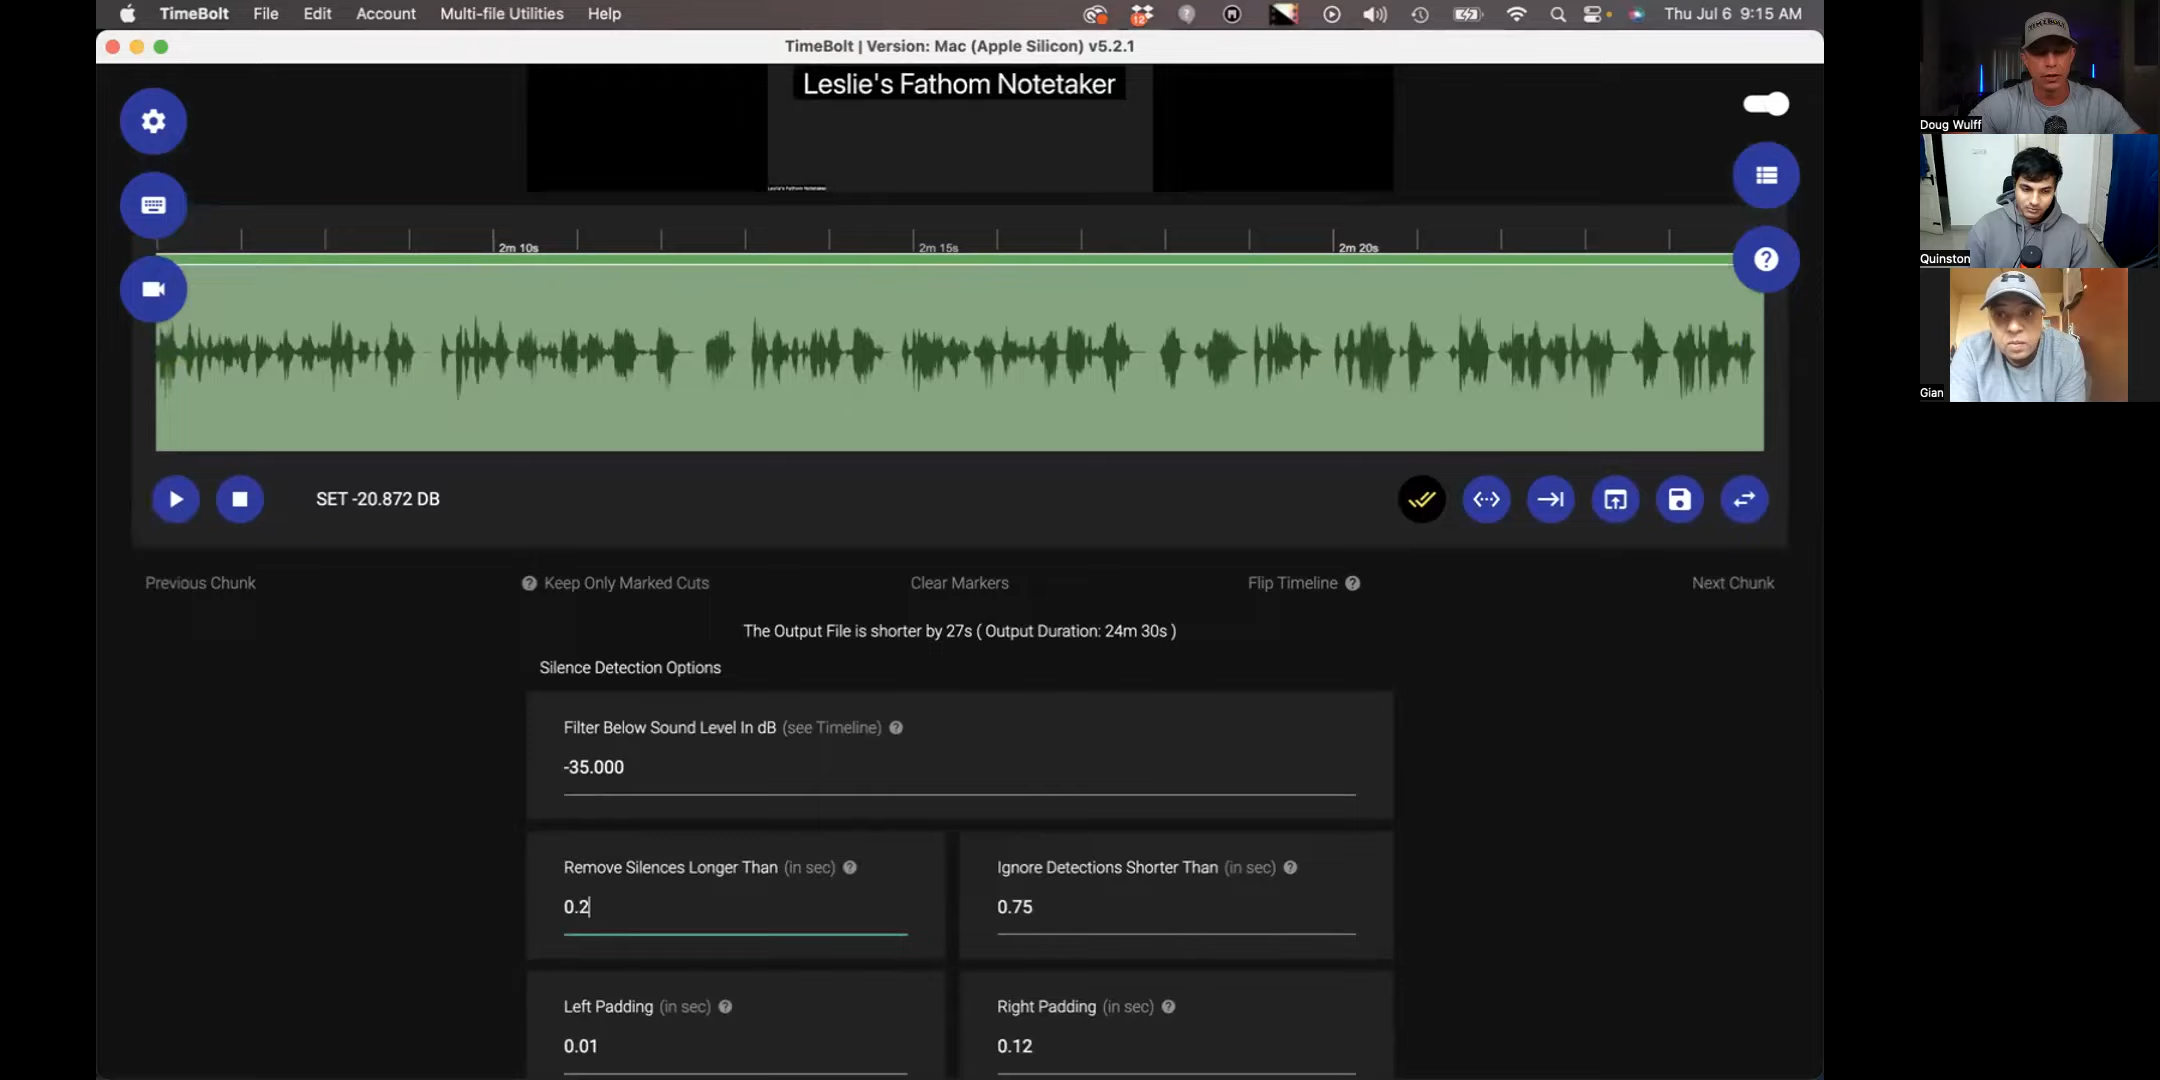 TimeBolt File Edit Account Multi-file Utilities Help 12 Thu Jul 6 9:15 AM
TimeBolt | Version: Mac (Apple Silicon) v5.2.1
Leslie's Fathom Notetaker
Leslie's Fathom Notetaker
2m 10s 2m 15s 2m 20s
SET -20.872 DB
Previous Chunk Keep Only Marked Cuts Clear Markers Flip Timeline Next Chunk
The Output File is shorter by 27s ( Output Duration: 24m 30s )
Silence Detection Options
Filter Below Sound Level In dB (see Timeline)
-35.000
Remove Silences Longer Than (in sec)
0.2
Ignore Detections Shorter Than (in sec)
0.75
Left Padding (in sec)
0.01
Right Padding (in sec)
0.12
TIMEBOLT
Doug Wulff
Quinston
Gian